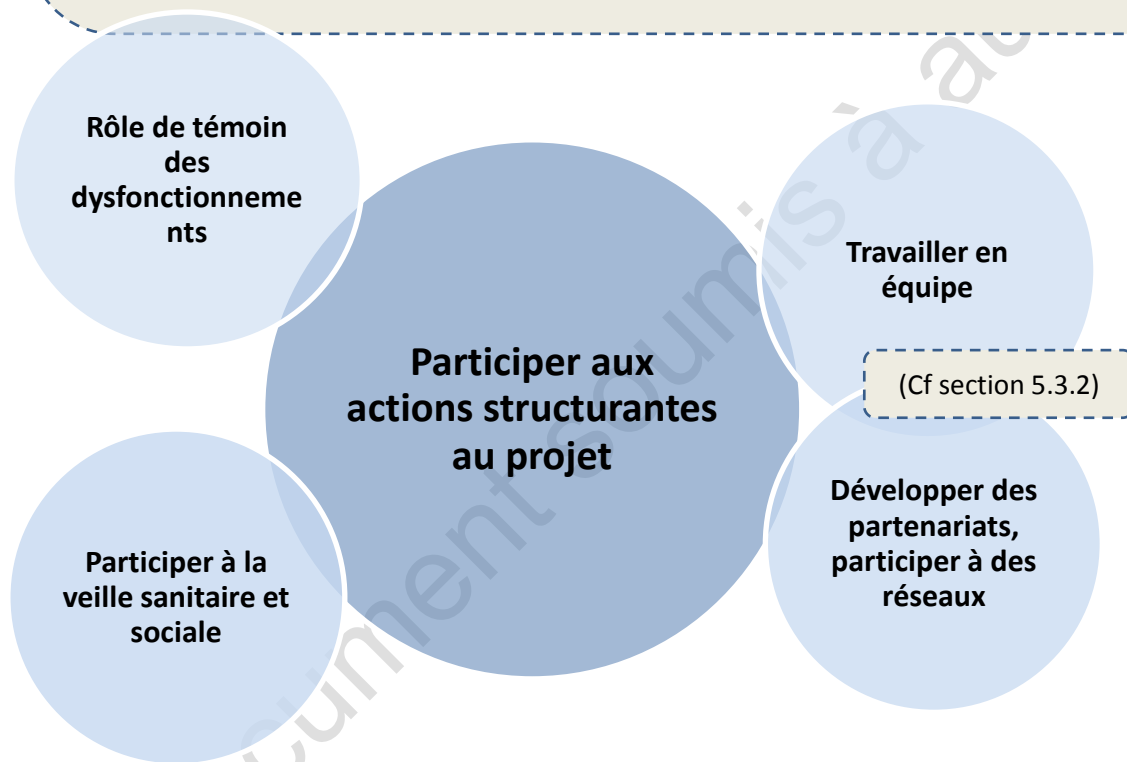 Rôle de témoin
des
dysfonctionneme
nts
Travailler en
équipe
(Cf section 5.3.2)
Participer aux
actions structurantes
au projet
Développer des
partenariats,
participer à des
réseaux
Participer à la
veille sanitaire et
sociale
soumis à